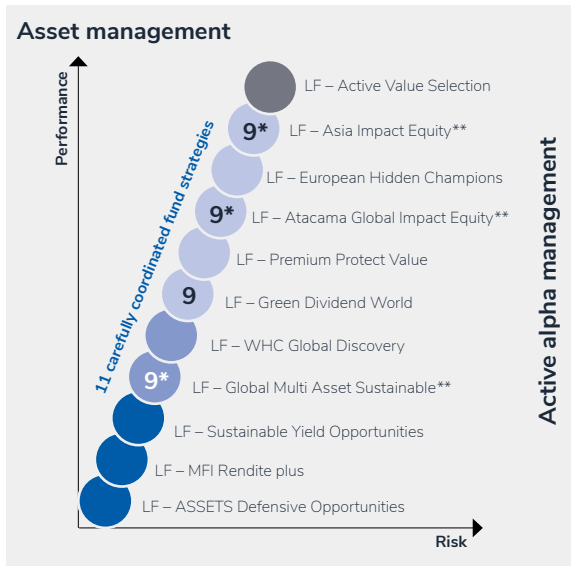 Asset management
Performance
11 carefully coordinated fund strategies
LF – Active Value Selection
9*
LF – Asia Impact Equity**
LF – European Hidden Champions
9*
LF – Atacama Global Impact Equity**
LF – Premium Protect Value
9
LF – Green Dividend World
LF – WHC Global Discovery
9*
LF – Global Multi Asset Sustainable**
LF – Sustainable Yield Opportunities
LF – MFI Rendite plus
LF – ASSETS Defensive Opportunities
Risk
Active alpha management